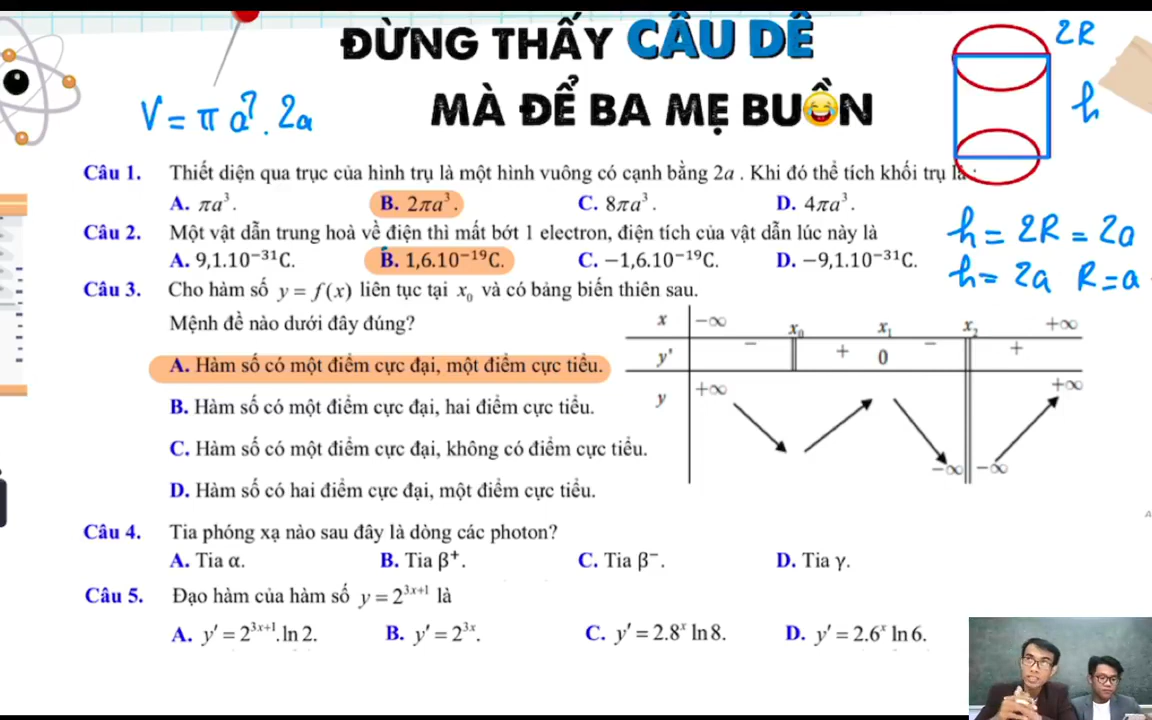 ĐỪNG THẤY CÂU DỄ
MÀ ĐỂ BA MẸ BUỒN
2R
h
V = π a². 2a
Câu 1. Thiết diện qua trục của hình trụ là một hình vuông có cạnh bằng 2a . Khi đó thể tích khối trụ là :
A. πa³. B. 2πa³. C. 8πa³. D. 4πa³.
h = 2R = 2a
h = 2a R = a
Câu 2. Một vật dẫn trung hoà về điện thì mất bớt 1 electron, điện tích của vật dẫn lúc này là
A. 9,1.10⁻³¹C. B. 1,6.10⁻¹⁹C. C. −1,6.10⁻¹⁹C. D. −9,1.10⁻³¹C.
Câu 3. Cho hàm số y = f(x) liên tục tại x₀ và có bảng biến thiên sau.
Mệnh đề nào dưới đây đúng?
A. Hàm số có một điểm cực đại, một điểm cực tiểu.
B. Hàm số có một điểm cực đại, hai điểm cực tiểu.
C. Hàm số có một điểm cực đại, không có điểm cực tiểu.
D. Hàm số có hai điểm cực đại, một điểm cực tiểu.
x −∞ x₀ x₁ x₂ +∞
y' − + 0 − +
y +∞ −∞ −∞ +∞
Câu 4. Tia phóng xạ nào sau đây là dòng các photon?
A. Tia α. B. Tia β⁺. C. Tia β⁻. D. Tia γ.
Câu 5. Đạo hàm của hàm số y = 2³ˣ⁺¹ là
A. y′ = 2³ˣ⁺¹.ln 2. B. y′ = 2³ˣ. C. y′ = 2.8ˣ ln 8. D. y′ = 2.6ˣ ln 6.